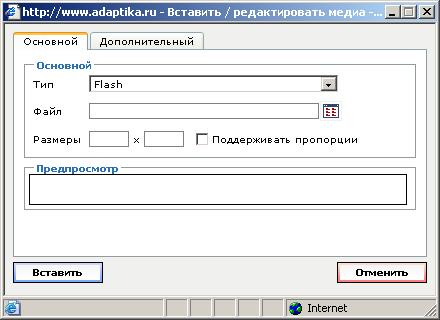 http://www.adaptika.ru - Вставить / редактировать медиа -...
Основной Дополнительный
Основной
Тип Flash
Файл
Размеры x Поддерживать пропорции
Предпросмотр
Вставить Отменить
Internet